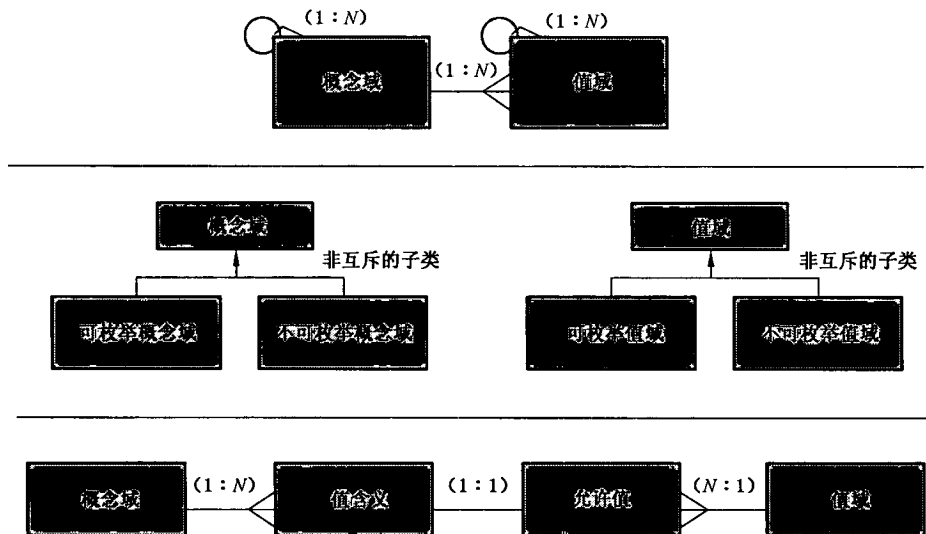 (1:N) (1:N)
概念域 (1:N) 值域
概念域 值域
非互斥的子类 非互斥的子类
可枚举概念域 不可枚举概念域 可枚举值域 不可枚举值域
概念域 (1:N) 值含义 (1:1) 允许值 (N:1) 值域